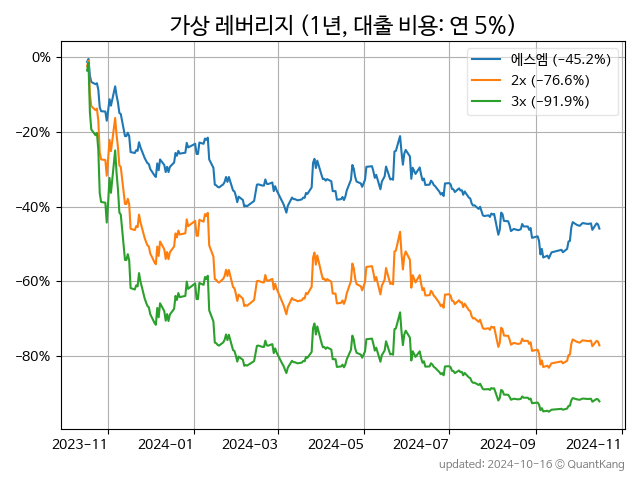 가상 레버리지 (1년, 대출 비용: 연 5%)
에스엠 (−45.2%)
2x (−76.6%)
3x (−91.9%)
0%
−20%
−40%
−60%
−80%
2023-11 2024-01 2024-03 2024-05 2024-07 2024-09 2024-11
updated: 2024-10-16 © QuantKang